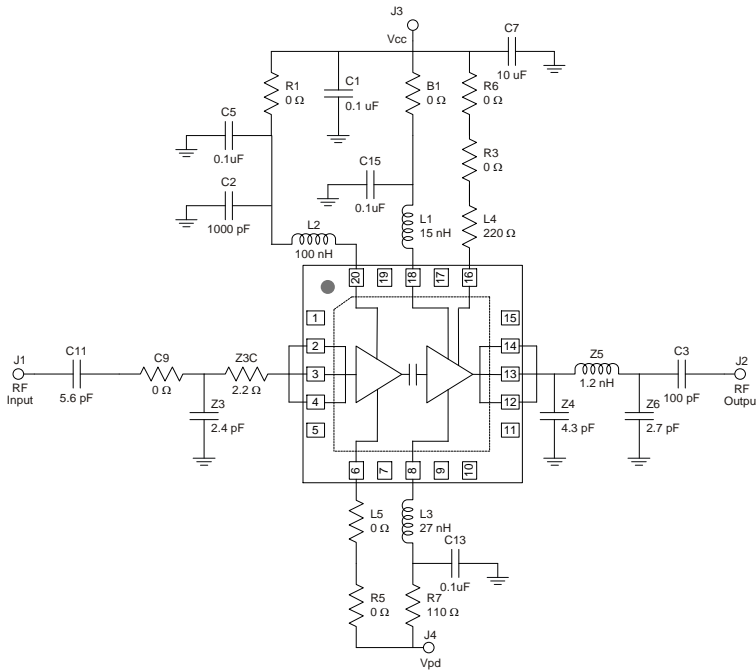 J3
Vcc
C7
10 uF
R1
0 Ω
C1
0.1 uF
B1
0 Ω
R6
0 Ω
C5
0.1uF
R3
0 Ω
C15
0.1uF
C2
1000 pF
L2
100 nH
L1
15 nH
L4
220 Ω
20
19
18
17
16
1
15
2
14
J1
RF
Input
C11
5.6 pF
C9
0 Ω
Z3C
2.2 Ω
3
13
Z5
1.2 nH
C3
100 pF
J2
RF
Output
4
12
Z3
2.4 pF
Z4
4.3 pF
Z6
2.7 pF
5
11
6
7
8
9
10
L5
0 Ω
L3
27 nH
C13
0.1uF
R5
0 Ω
R7
110 Ω
J4
Vpd